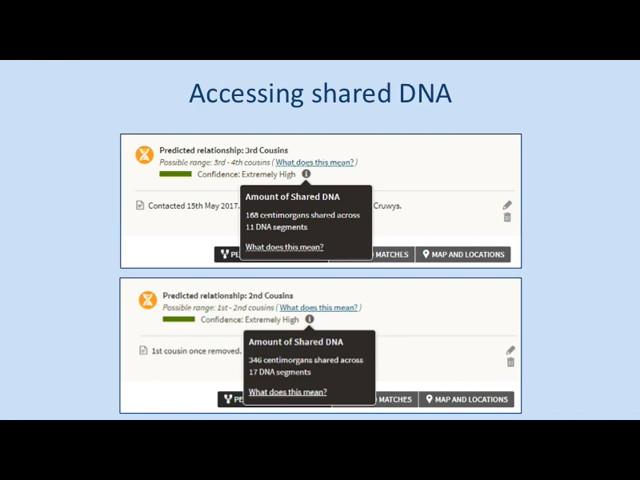 Accessing shared DNA
Predicted relationship: 3rd Cousins
Possible range: 3rd - 4th cousins ( What does this mean? )
Confidence: Extremely High
Amount of Shared DNA
Contacted 15th May 2017. Cruwys.
168 centimorgans shared across
11 DNA segments
What does this mean?
MATCHES MAP AND LOCATIONS
Predicted relationship: 2nd Cousins
Possible range: 1st - 2nd cousins ( What does this mean? )
Confidence: Extremely High
Amount of Shared DNA
1st cousin once removed.
346 centimorgans shared across
17 DNA segments
What does this mean?
MATCHES MAP AND LOCATIONS